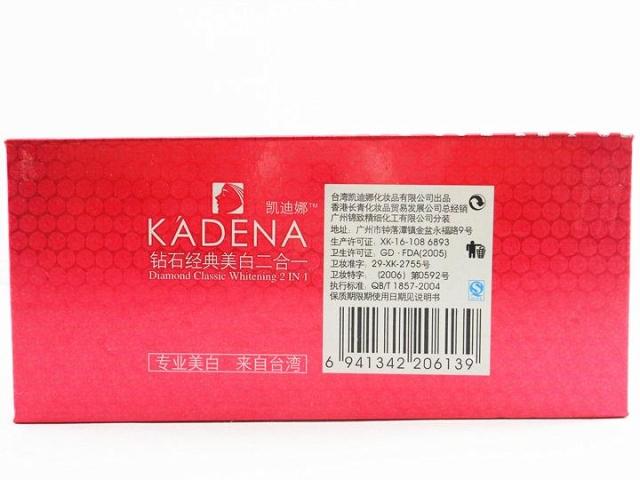 凯迪娜™
KÁDENA
钻石经典美白二合一
Diamond Classic Whitening 2 IN 1
专业美白 来自台湾
台湾凯迪娜化妆品有限公司出品
香港长青化妆品贸易发展公司总经销
广州锦致精细化工有限公司分装
地址: 广州市钟落潭镇金盆永福路9号
生产许可证: XK-16-108 6893
卫生许可证: GD·FDA(2005)
卫妆准字: 29-XK-2755号
卫妆特字: (2006) 第0592号
执行标准: QB/T 1857-2004
保质期限期使用日期见说明书
6 941342 206139